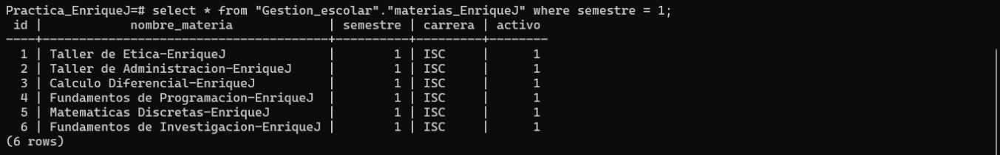 Practica_EnriqueJ=# select * from "Gestion_escolar"."materias_EnriqueJ" where semestre = 1;
 id |             nombre_materia             | semestre | carrera | activo
----+----------------------------------------+----------+---------+--------
  1 | Taller de Etica-EnriqueJ               |        1 | ISC     |      1
  2 | Taller de Administracion-EnriqueJ      |        1 | ISC     |      1
  3 | Calculo Diferencial-EnriqueJ           |        1 | ISC     |      1
  4 | Fundamentos de Programacion-EnriqueJ   |        1 | ISC     |      1
  5 | Matematicas Discretas-EnriqueJ         |        1 | ISC     |      1
  6 | Fundamentos de Investigacion-EnriqueJ  |        1 | ISC     |      1
(6 rows)